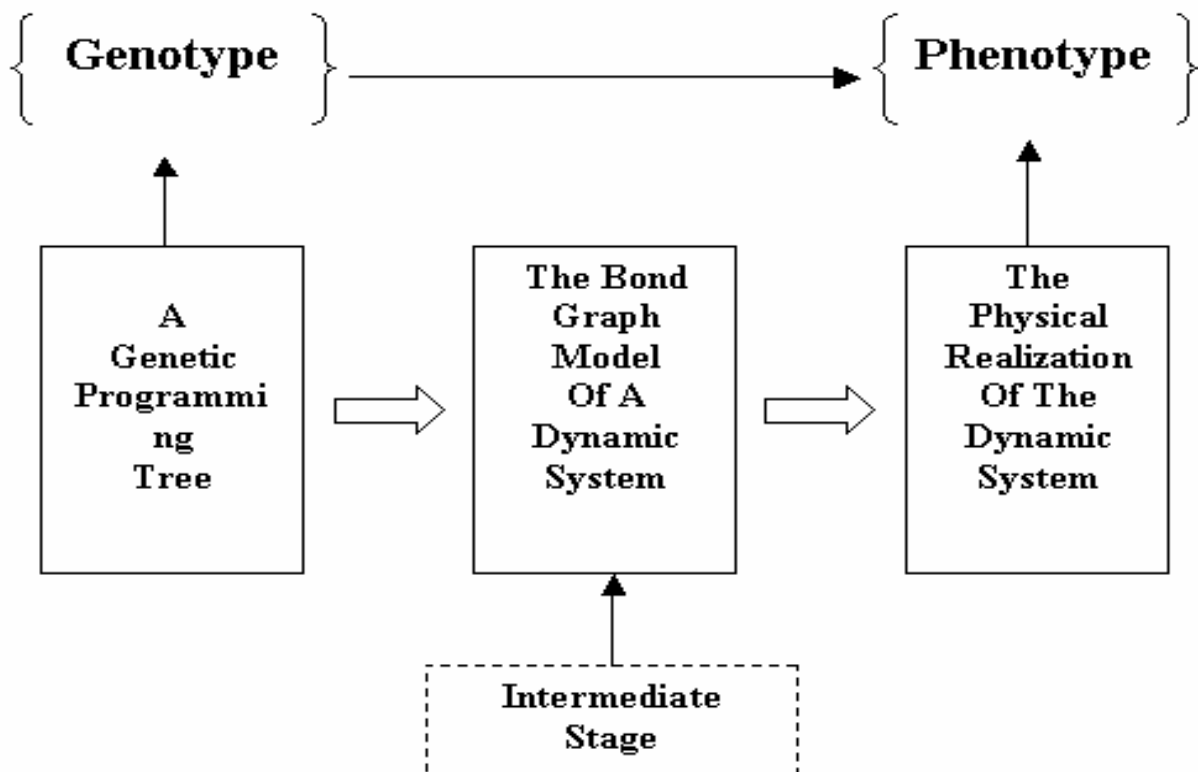 Genotype
Phenotype
A
Genetic
Programmi
ng
Tree
The Bond
Graph
Model
Of A
Dynamic
System
The
Physical
Realization
Of The
Dynamic
System
Intermediate
Stage